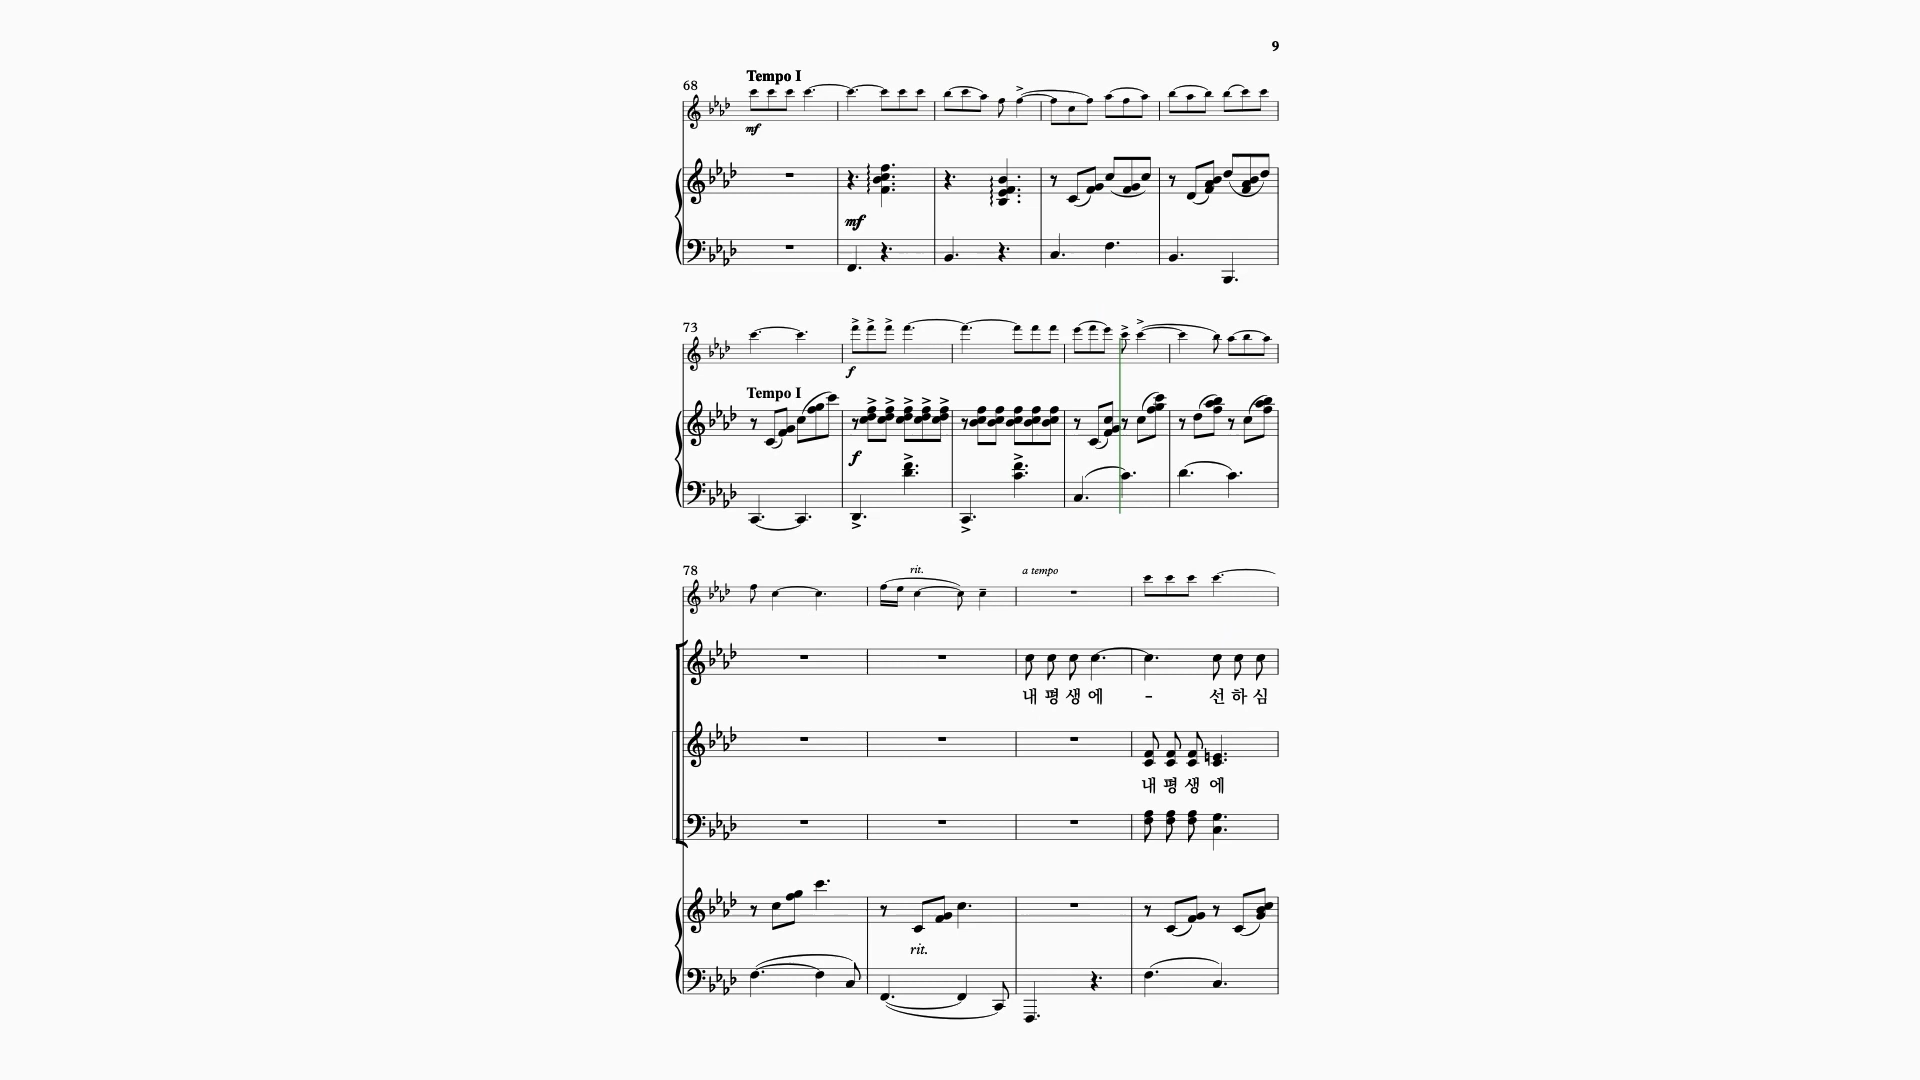 9
Tempo I
68
mf
mf
73
f
Tempo I
f
78
rit.
a tempo
내 평 생 에 - 선 하 심
내 평 생 에
rit.